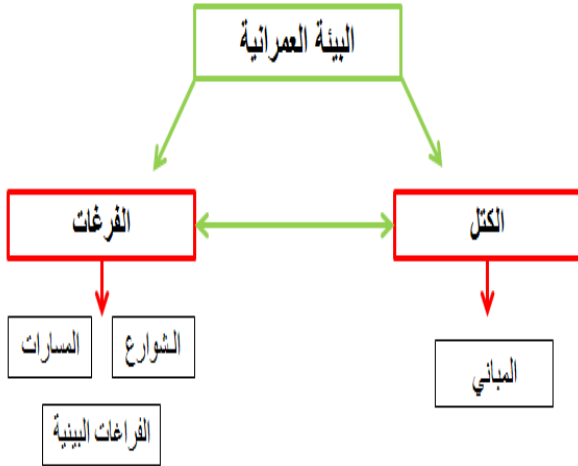 البيئة العمرانية
الكتل
الفرغات
المباني
الشوارع
المسارات
الفراغات البينية